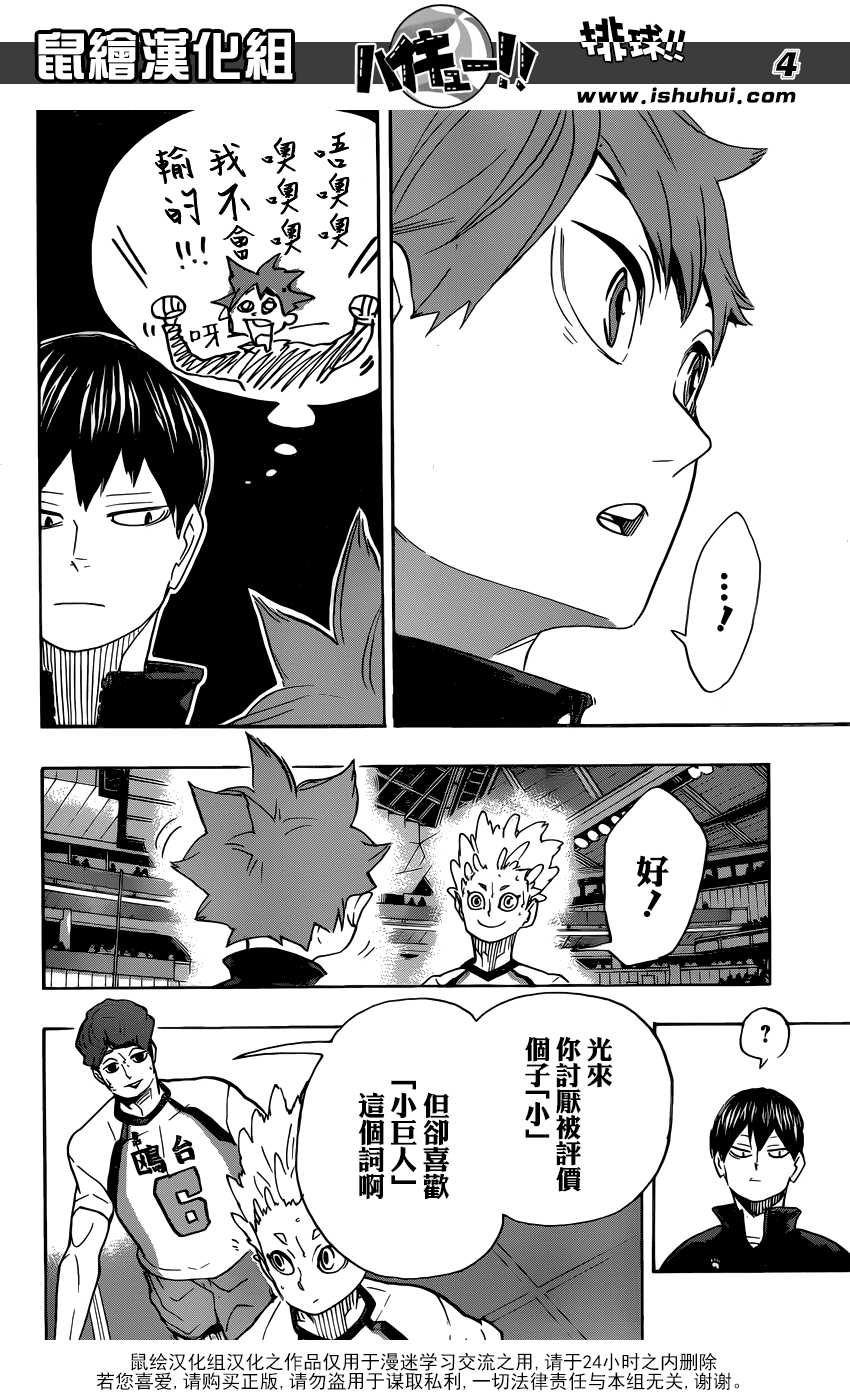 鼠繪漢化組
ハイキュー!!
排球!!
4
www.ishuhui.com
…!
唔噢噢
噢噢噢
我不會
輸的!!!
呀
好!
?
光來
你討厭被評價
個子「小」
但卻喜歡
「小巨人」
這個詞啊
鷗台
6
鼠绘汉化组汉化之作品仅用于漫迷学习交流之用,请于24小时之内删除
若您喜爱,请购买正版,请勿盗用于谋取私利,一切法律责任与本组无关,谢谢。